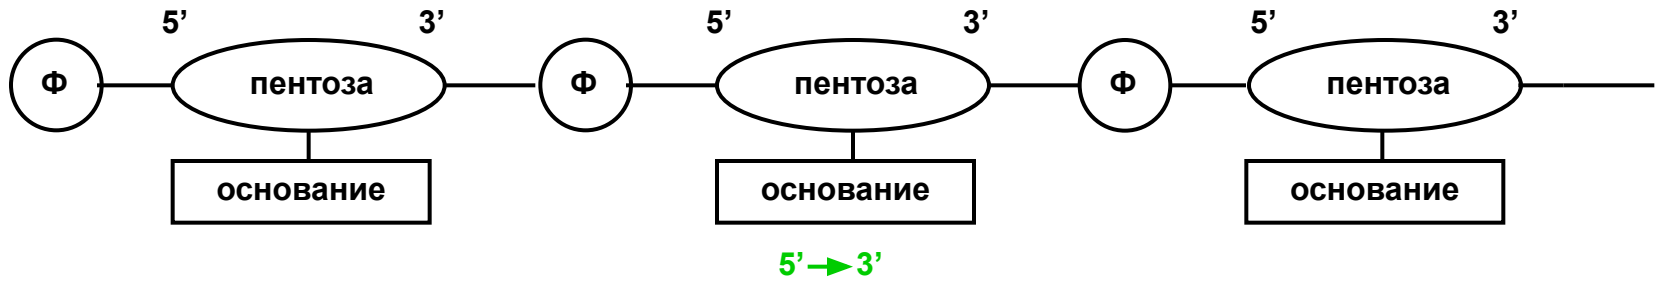 5’ 3’ 5’ 3’ 5’ 3’
Ф пентоза Ф пентоза Ф пентоза
основание основание основание
5’ 3’